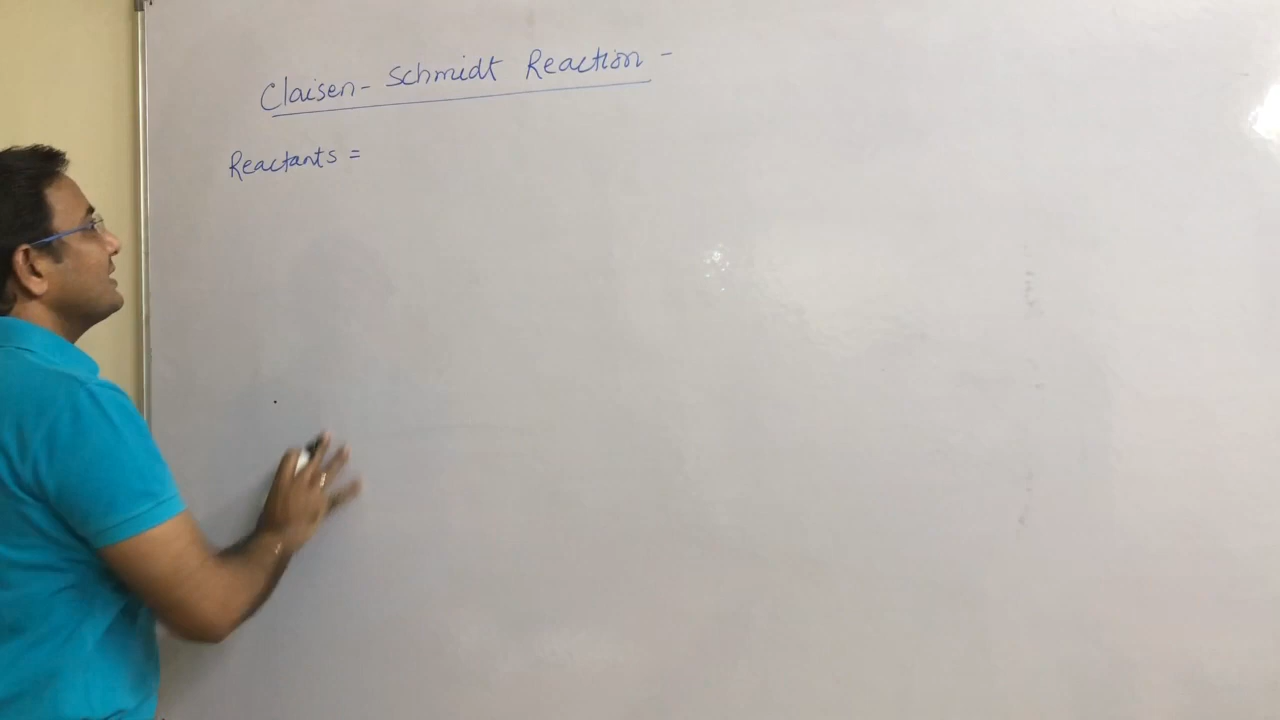 Claisen - Schmidt Reaction -
Reactants =